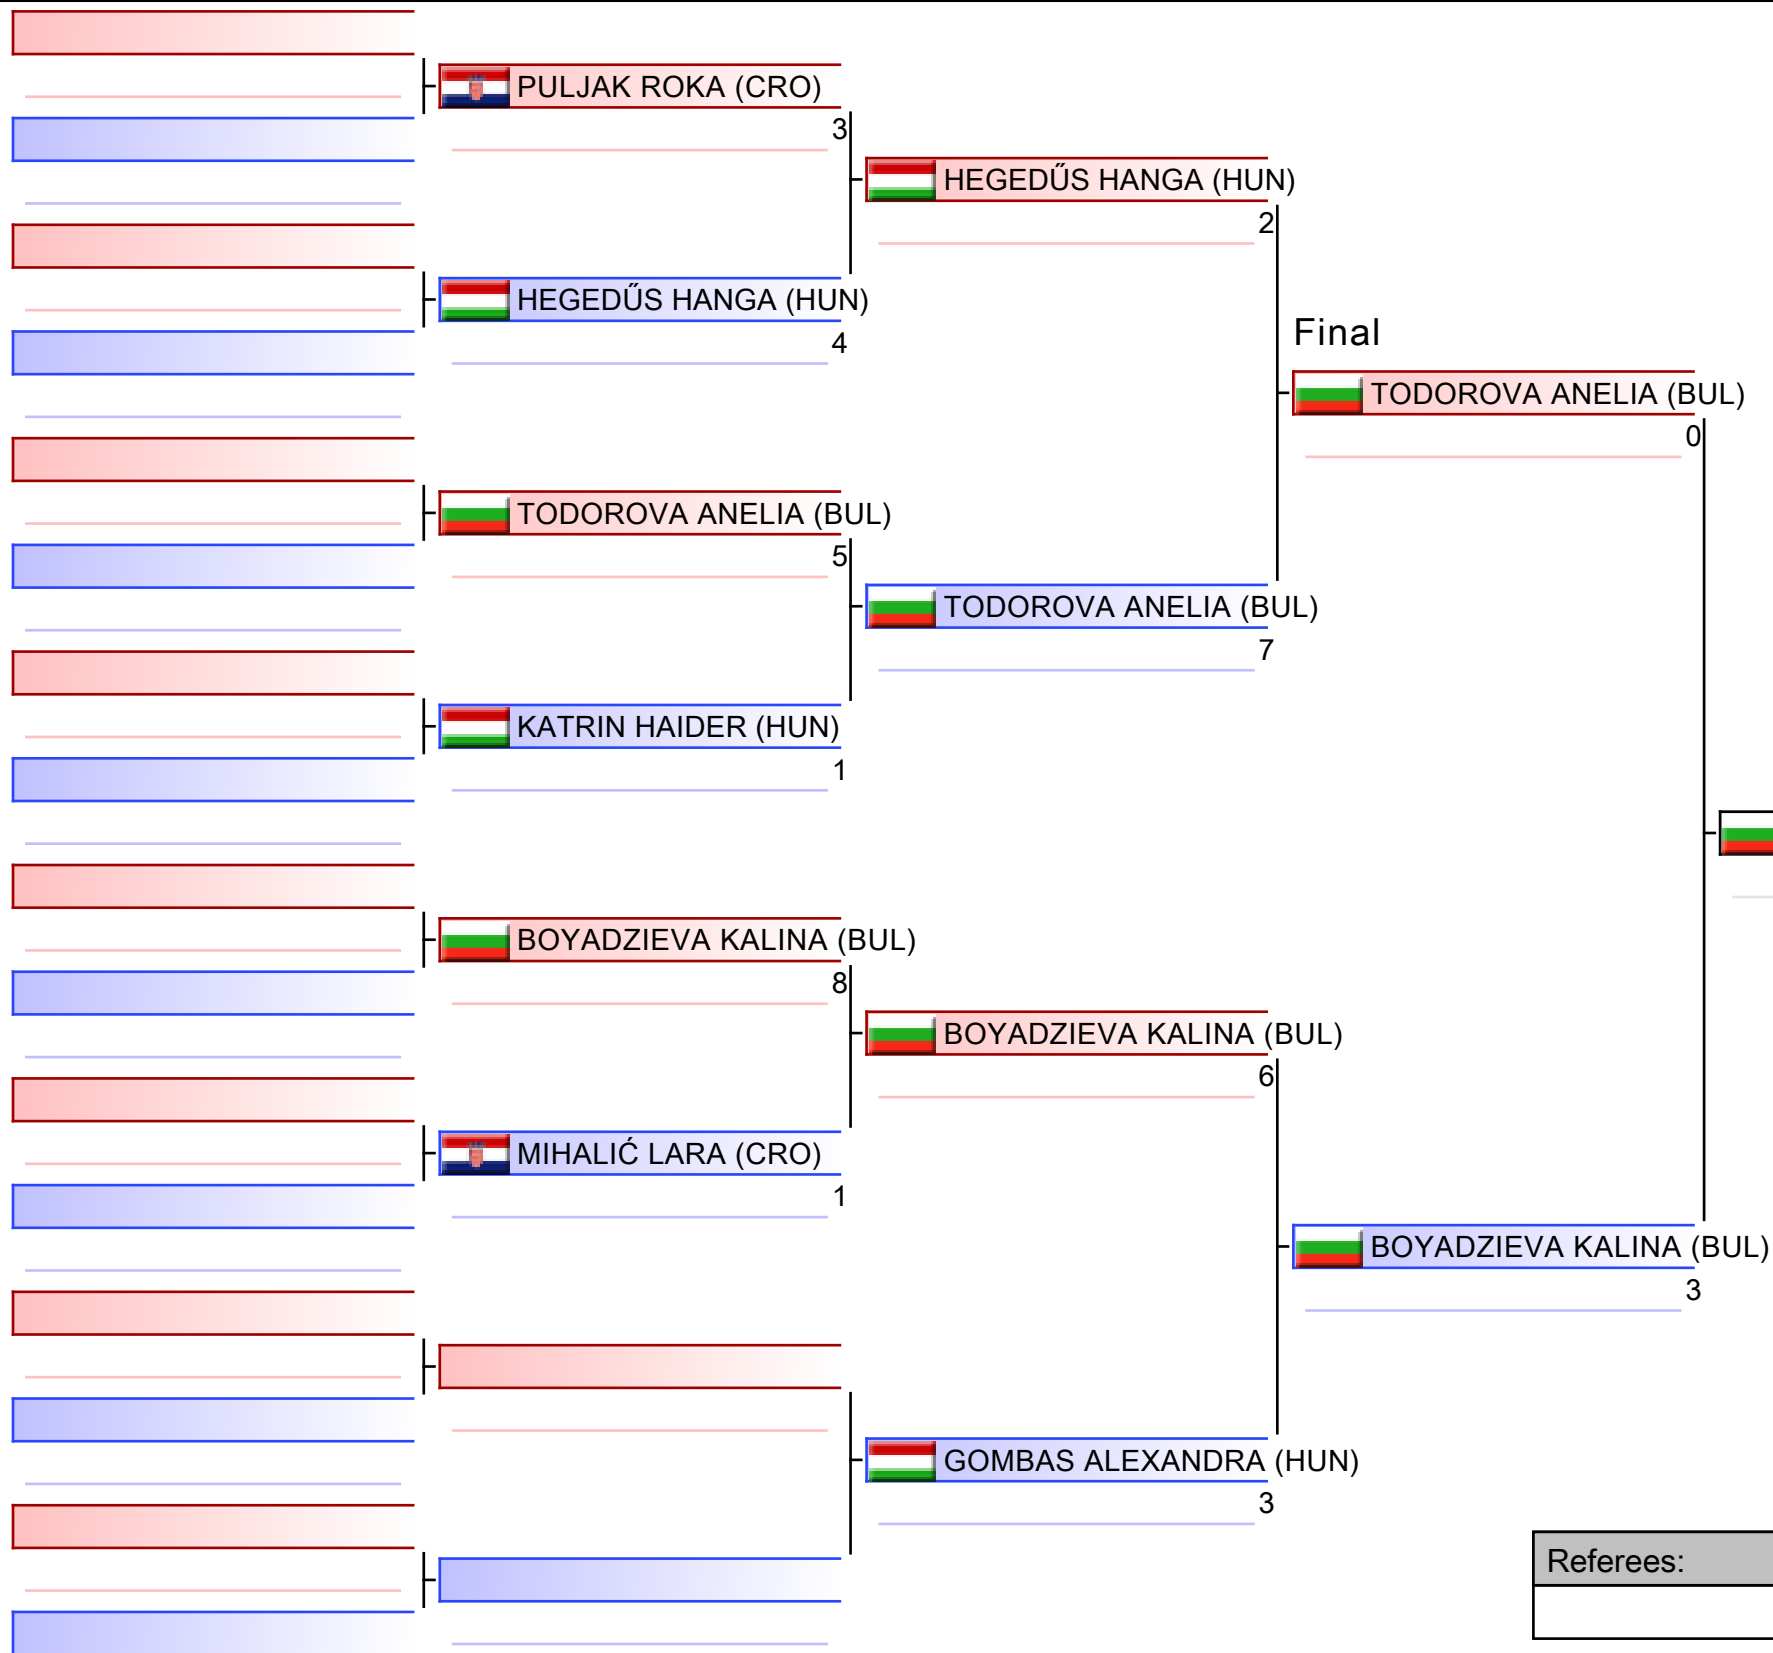 PULJAK ROKA (CRO)
3
HEGEDŰS HANGA (HUN)
2
HEGEDŰS HANGA (HUN)
4
Final
TODOROVA ANELIA (BUL)
0
TODOROVA ANELIA (BUL)
5
TODOROVA ANELIA (BUL)
7
KATRIN HAIDER (HUN)
1
BOYADZIEVA KALINA (BUL)
8
BOYADZIEVA KALINA (BUL)
6
MIHALIĆ LARA (CRO)
1
BOYADZIEVA KALINA (BUL)
3
GOMBAS ALEXANDRA (HUN)
3
Referees: